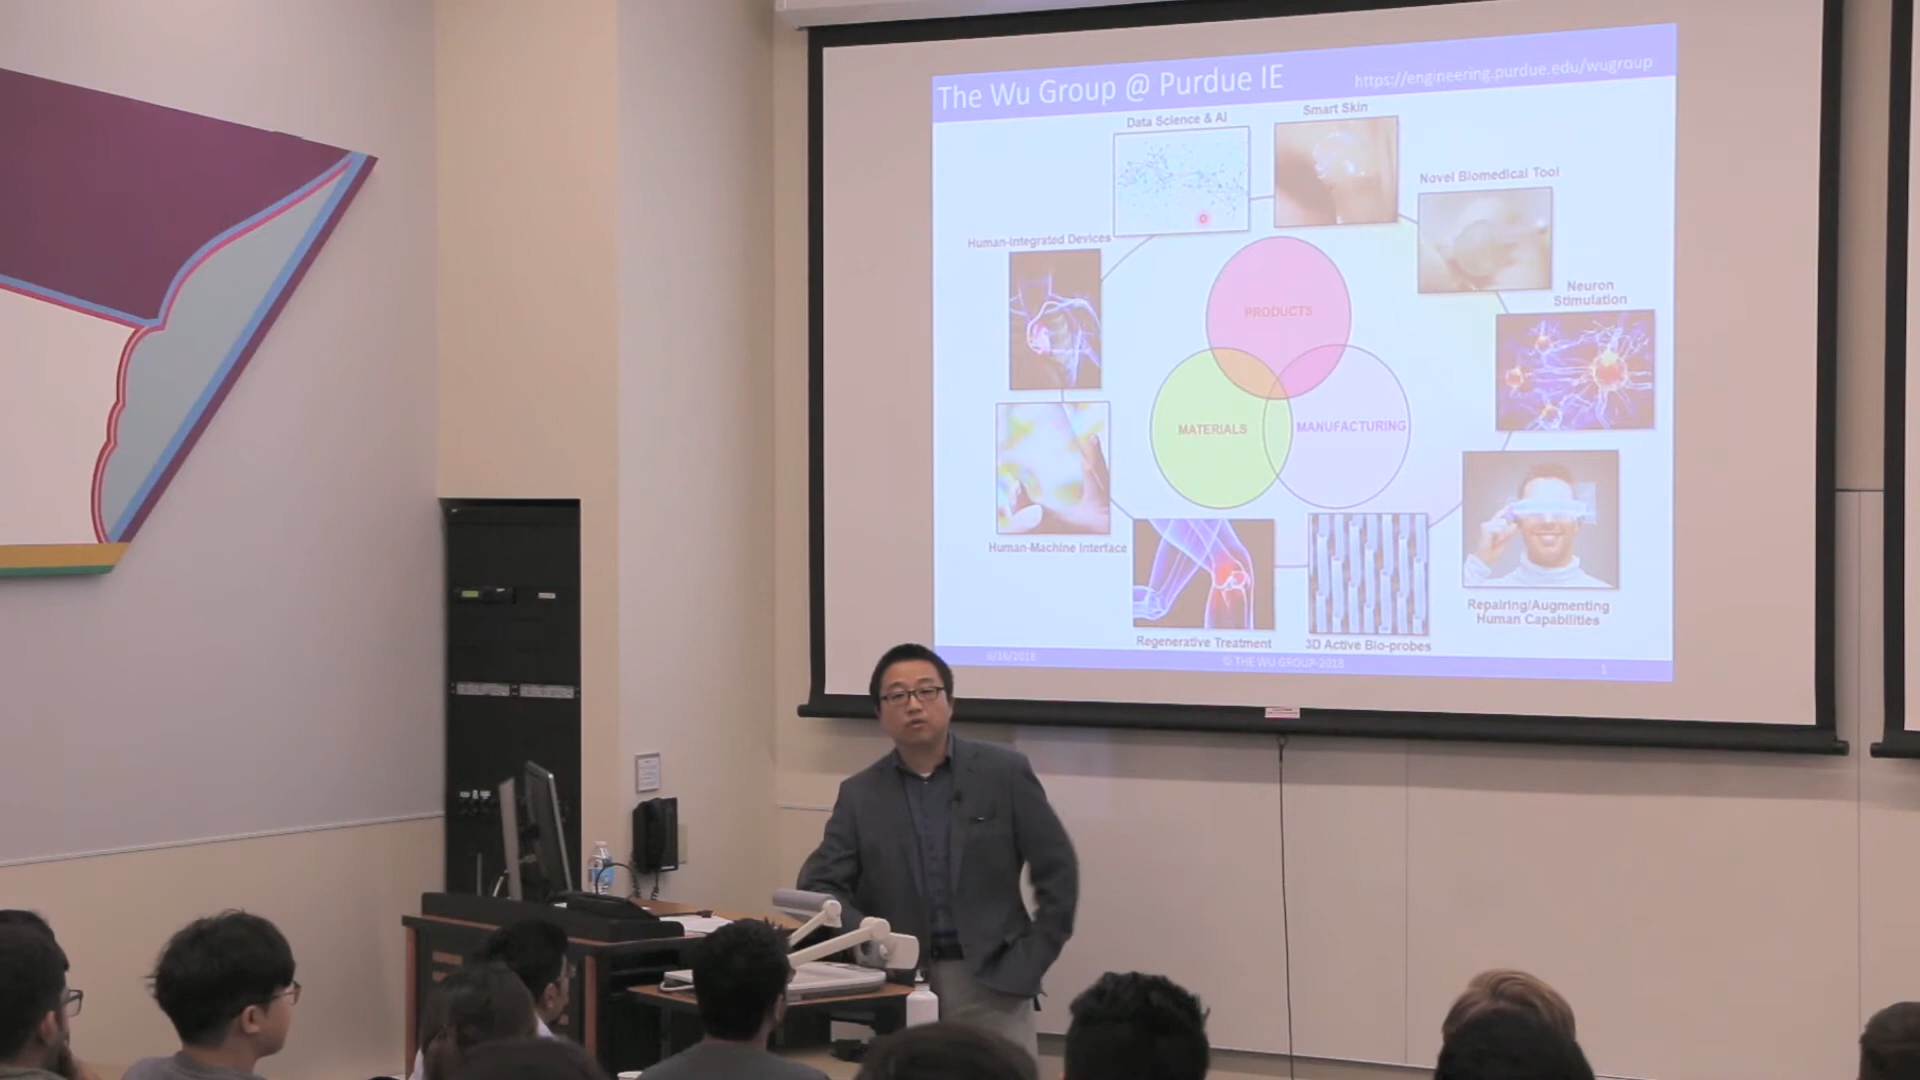 The Wu Group @ Purdue IE
https://engineering.purdue.edu/wugroup
Data Science & AI
Smart Skin
Novel Biomedical Tool
Human-Integrated Devices
Neuron
Stimulation
PRODUCTS
MATERIALS
MANUFACTURING
Human-Machine Interface
Repairing/Augmenting
Human Capabilities
Regenerative Treatment
3D Active Bio-probes
© THE WU GROUP-2018
1